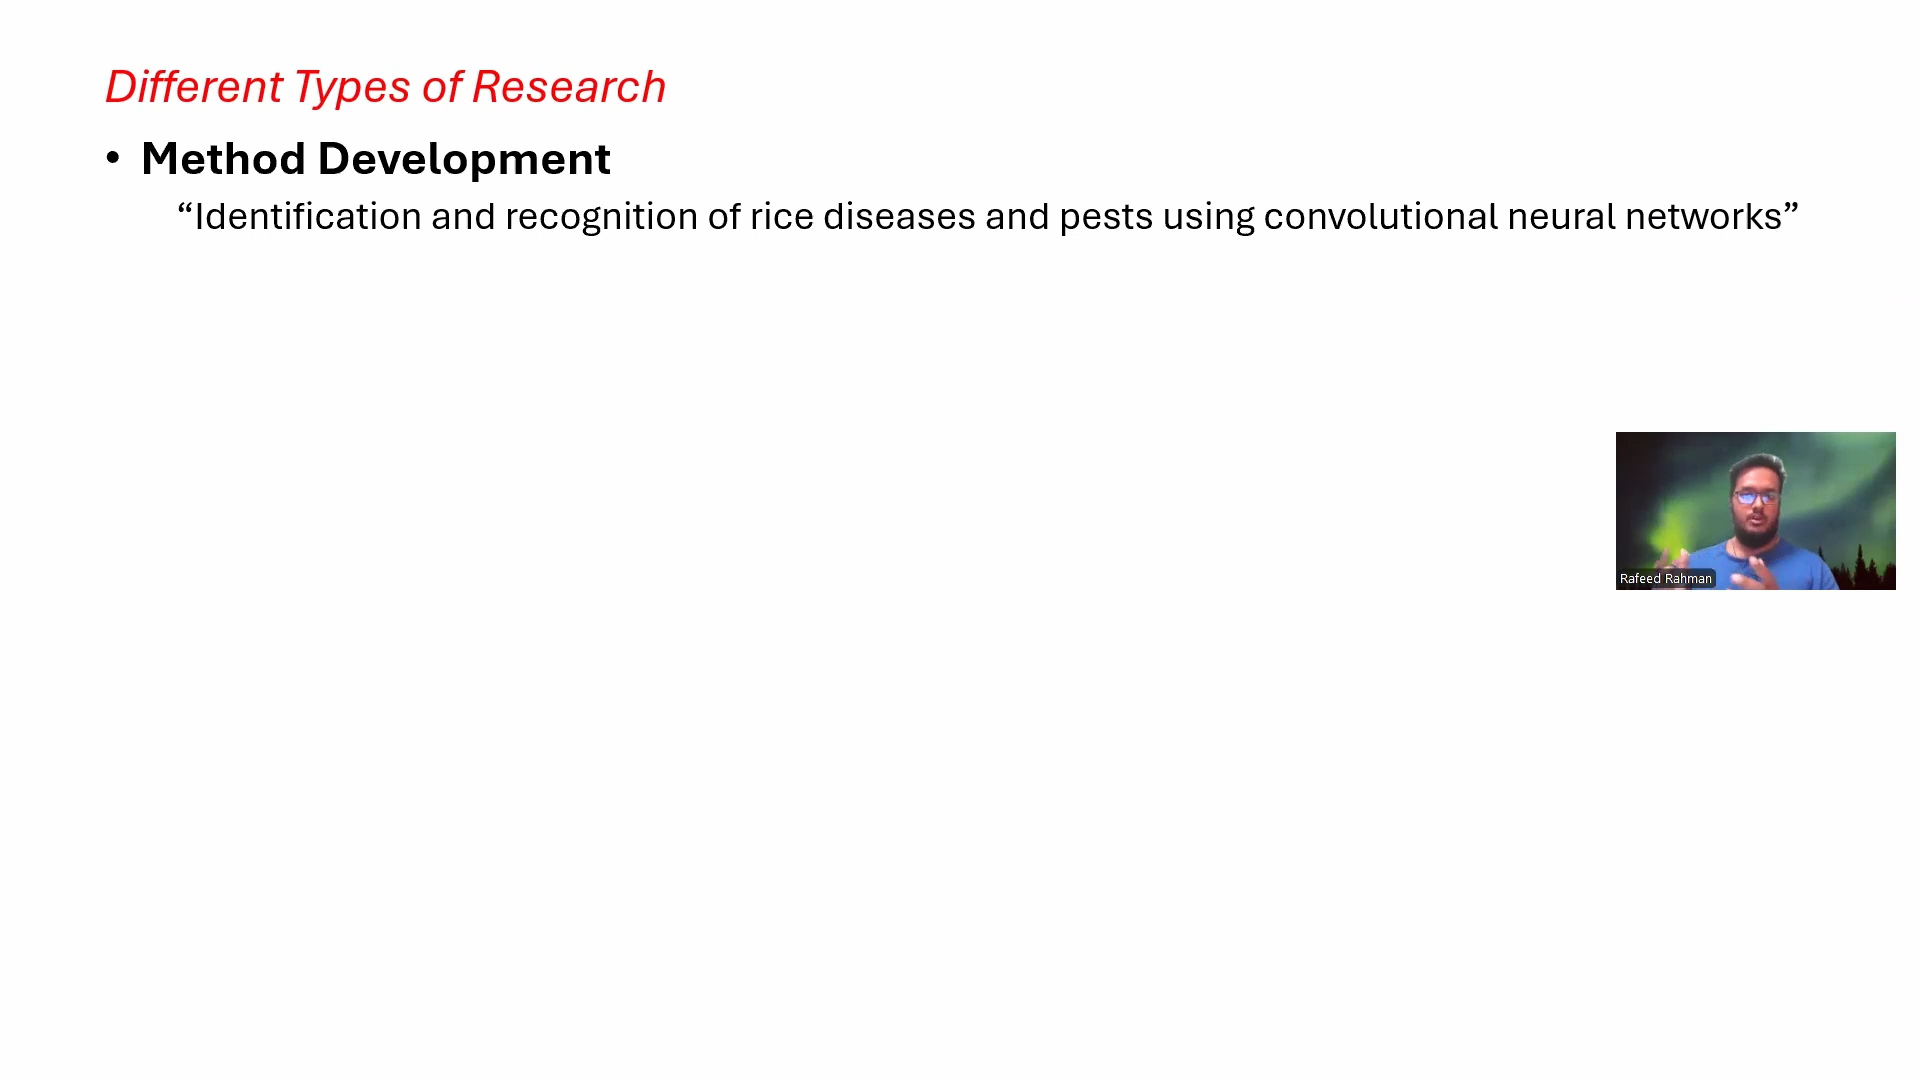 Different Types of Research
• Method Development
“Identification and recognition of rice diseases and pests using convolutional neural networks”
Rafeed Rahman